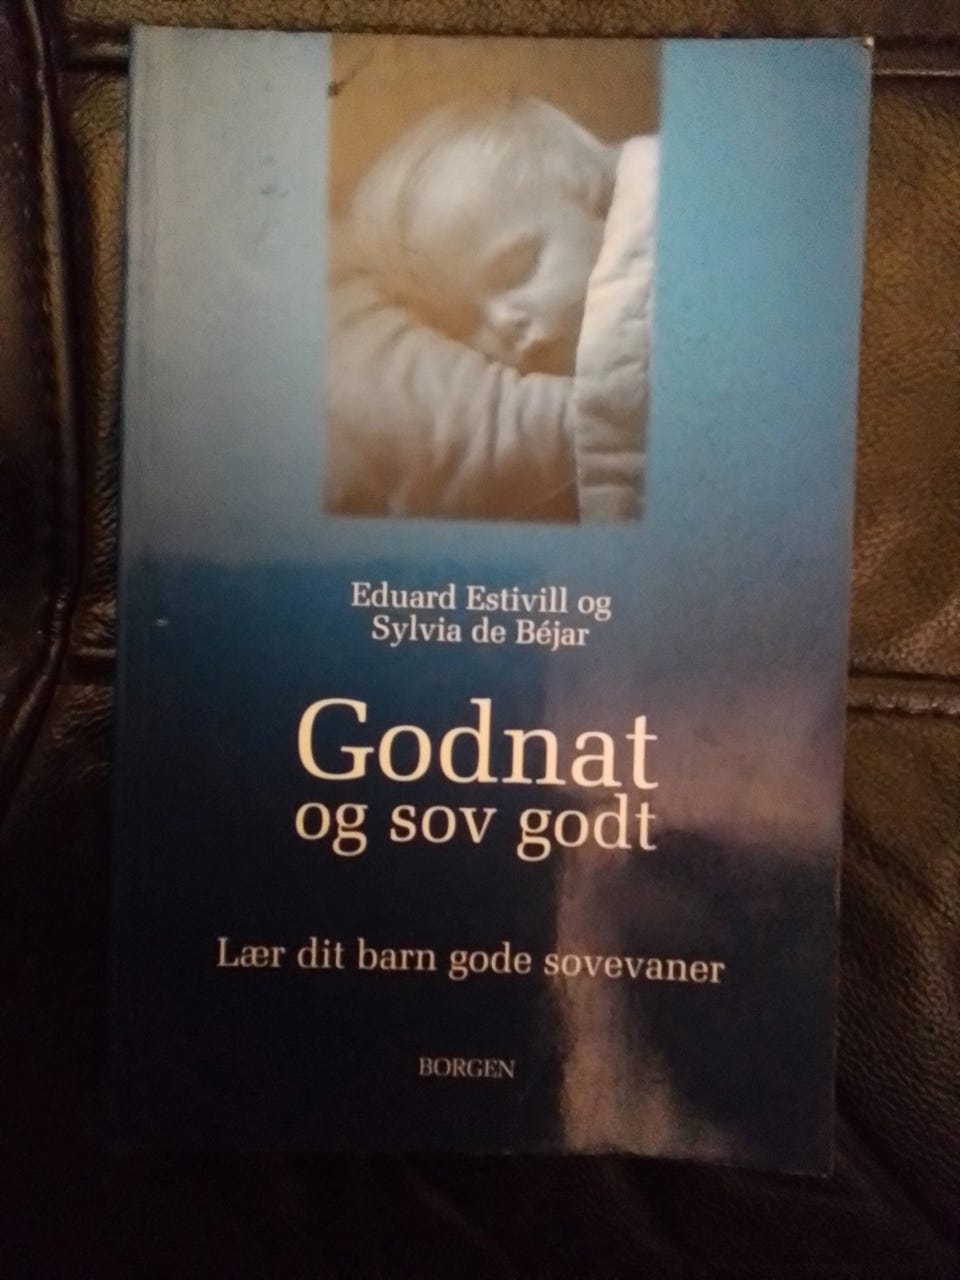 Eduard Estivill og
Sylvia de Béjar
Godnat
og sov godt
Lær dit barn gode sovevaner
BORGEN